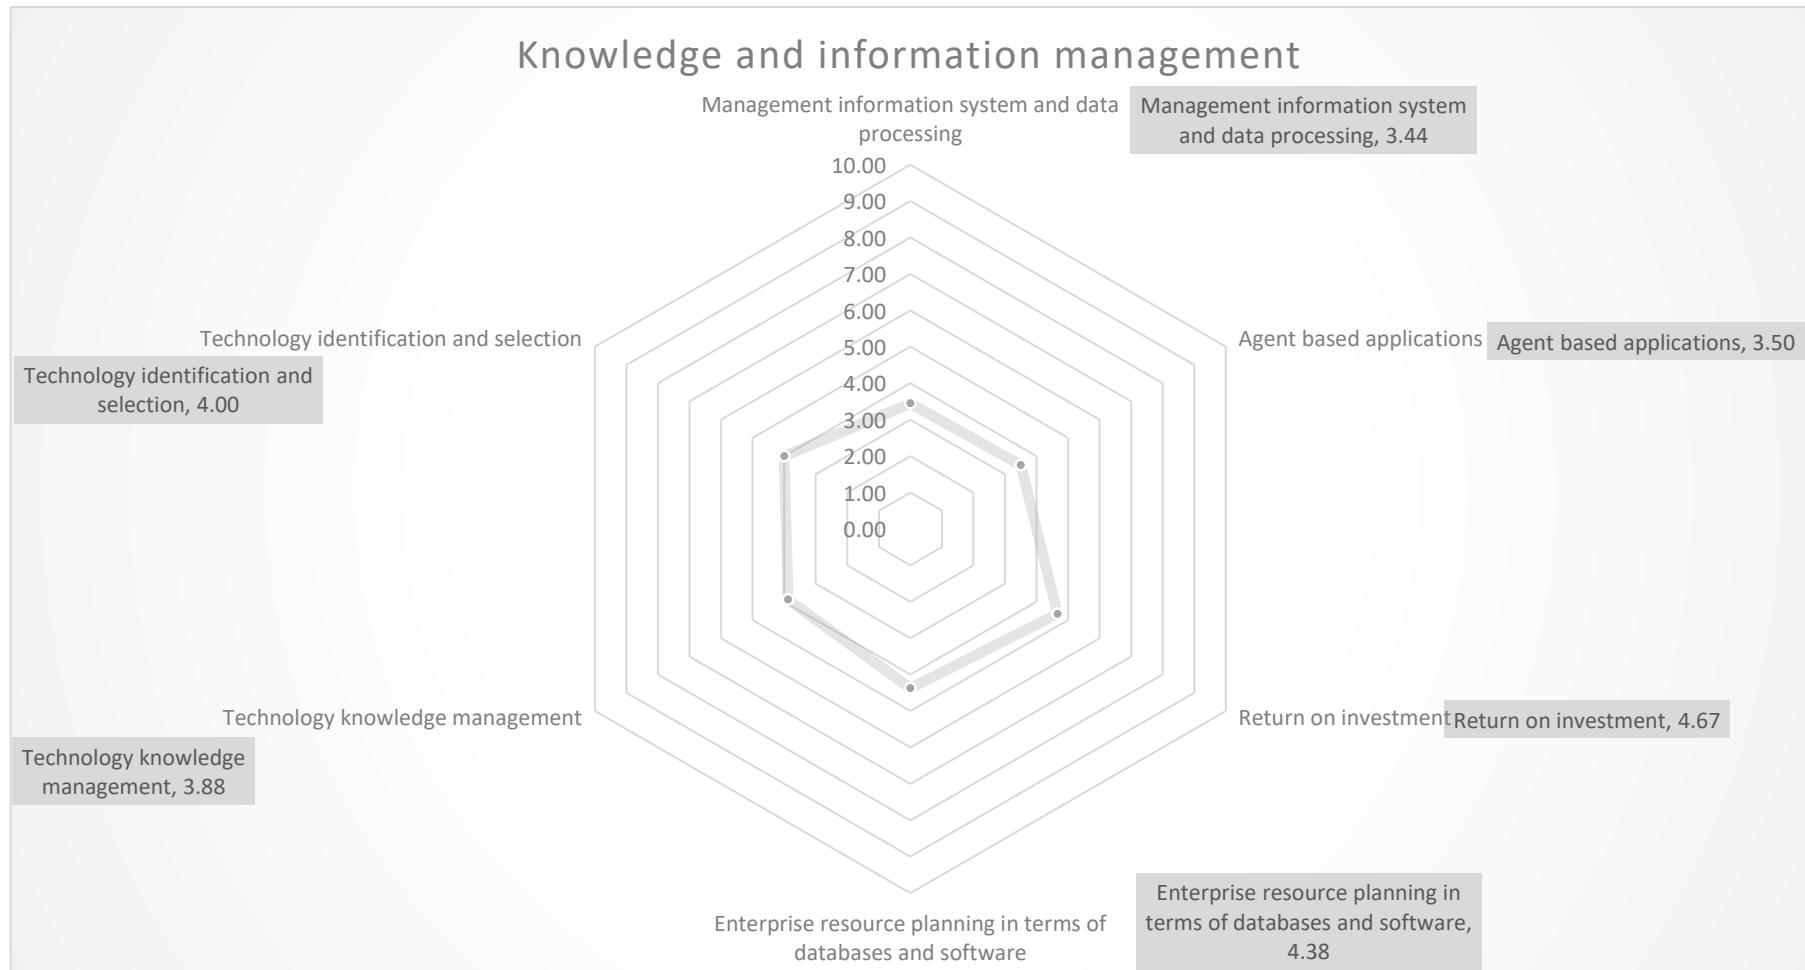 Knowledge and information management
Management information system and data
processing
Management information system
and data processing, 3.44
10.00
9.00
8.00
7.00
6.00
5.00
4.00
3.00
2.00
1.00
0.00
Technology identification and selection
Technology identification and
selection, 4.00
Agent based applications
Agent based applications, 3.50
Technology knowledge management
Technology knowledge
management, 3.88
Return on investment
Return on investment, 4.67
Enterprise resource planning in terms of
databases and software
Enterprise resource planning in
terms of databases and software,
4.38